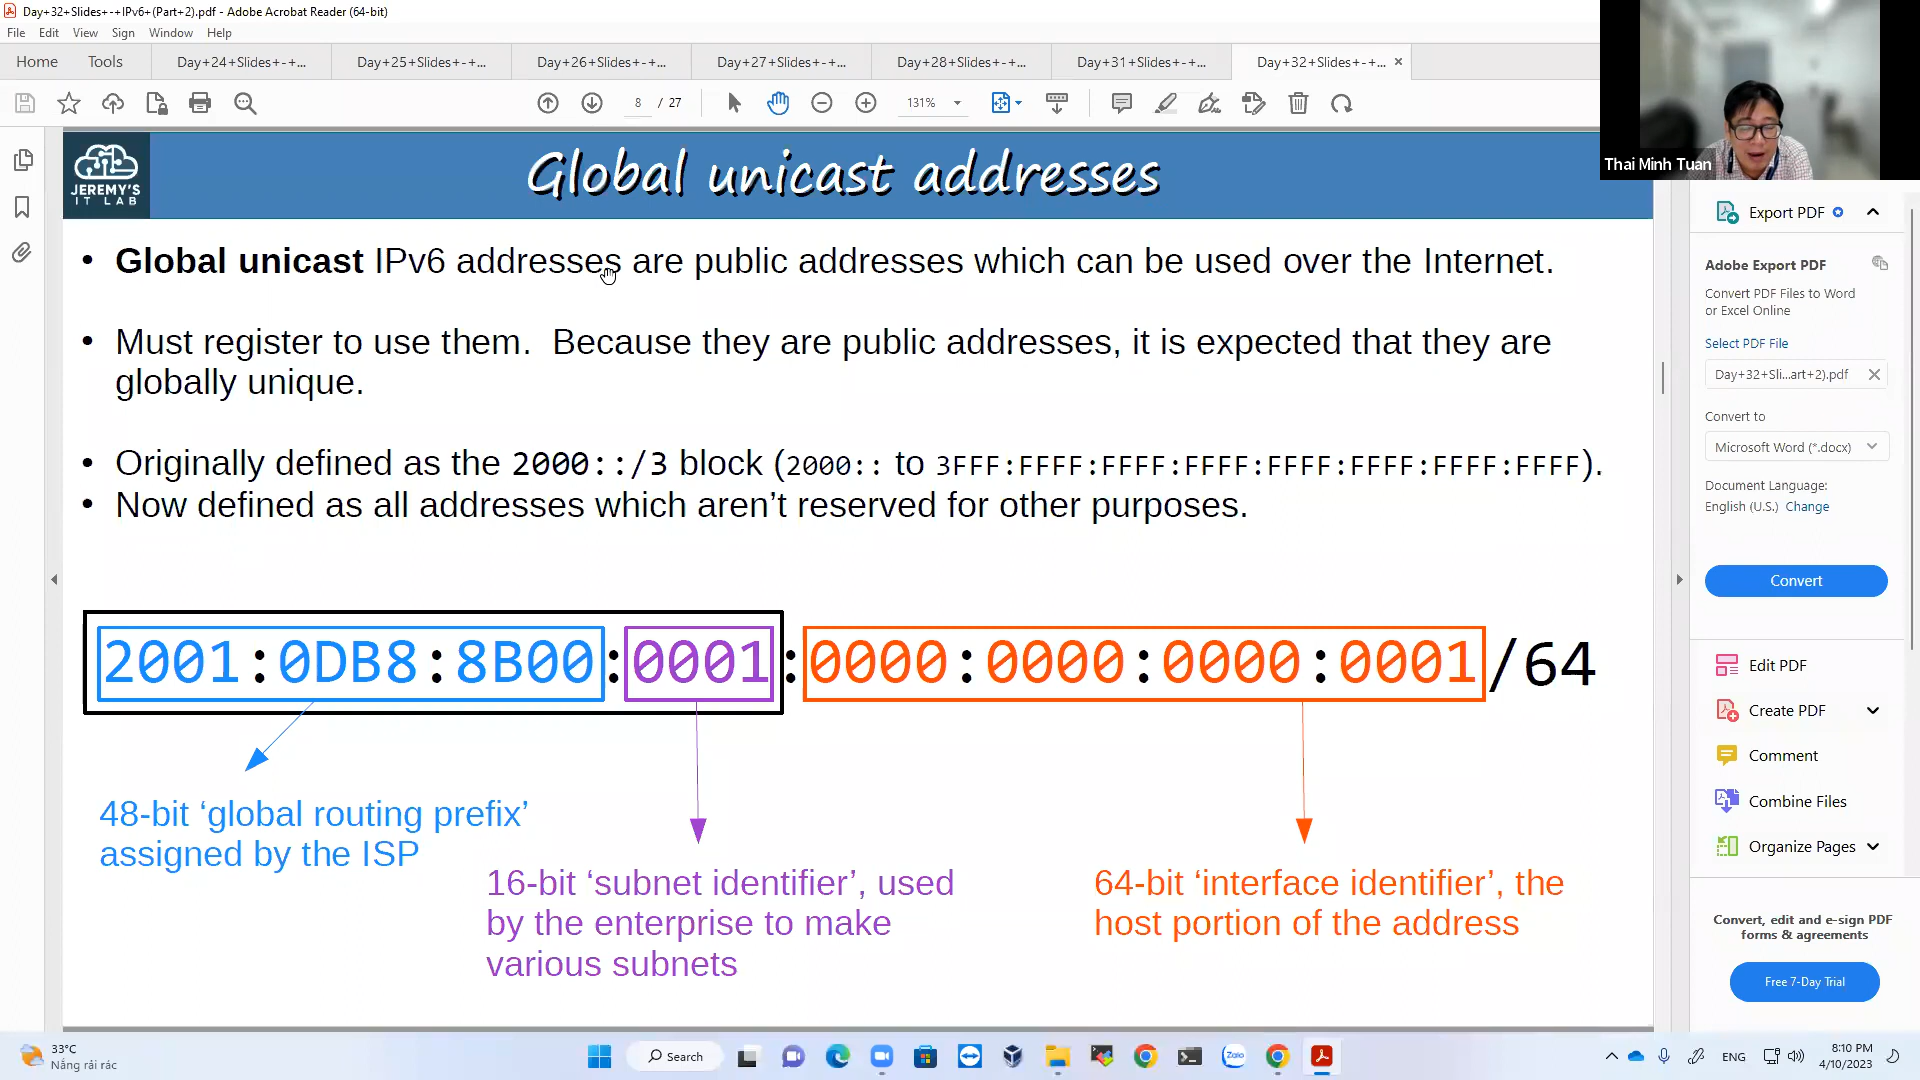 Day+32+Slides+-+IPv6+(Part+2).pdf - Adobe Acrobat Reader (64-bit)
File Edit View Sign Window Help
Home Tools Day+24+Slides+-+... Day+25+Slides+-+... Day+26+Slides+-+... Day+27+Slides+-+... Day+28+Slides+-+... Day+31+Slides+-+... Day+32+Slides+-+...
8 / 27 131%
Thai Minh Tuan
JEREMY'S
IT LAB
Global unicast addresses
• Global unicast IPv6 addresses are public addresses which can be used over the Internet.
• Must register to use them. Because they are public addresses, it is expected that they are
globally unique.
• Originally defined as the 2000::/3 block (2000:: to 3FFF:FFFF:FFFF:FFFF:FFFF:FFFF:FFFF:FFFF).
• Now defined as all addresses which aren't reserved for other purposes.
2001:0DB8:8B00:0001:0000:0000:0000:0001/64
48-bit ‘global routing prefix’
assigned by the ISP
16-bit ‘subnet identifier’, used
by the enterprise to make
various subnets
64-bit ‘interface identifier’, the
host portion of the address
Export PDF
Adobe Export PDF
Convert PDF Files to Word
or Excel Online
Select PDF File
Day+32+Sli...art+2).pdf
Convert to
Microsoft Word (*.docx)
Document Language:
English (U.S.) Change
Convert
Edit PDF
Create PDF
Comment
Combine Files
Organize Pages
Convert, edit and e-sign PDF
forms & agreements
Free 7-Day Trial
33°C
Nắng rải rác
Search
Zalo
ENG
8:10 PM
4/10/2023